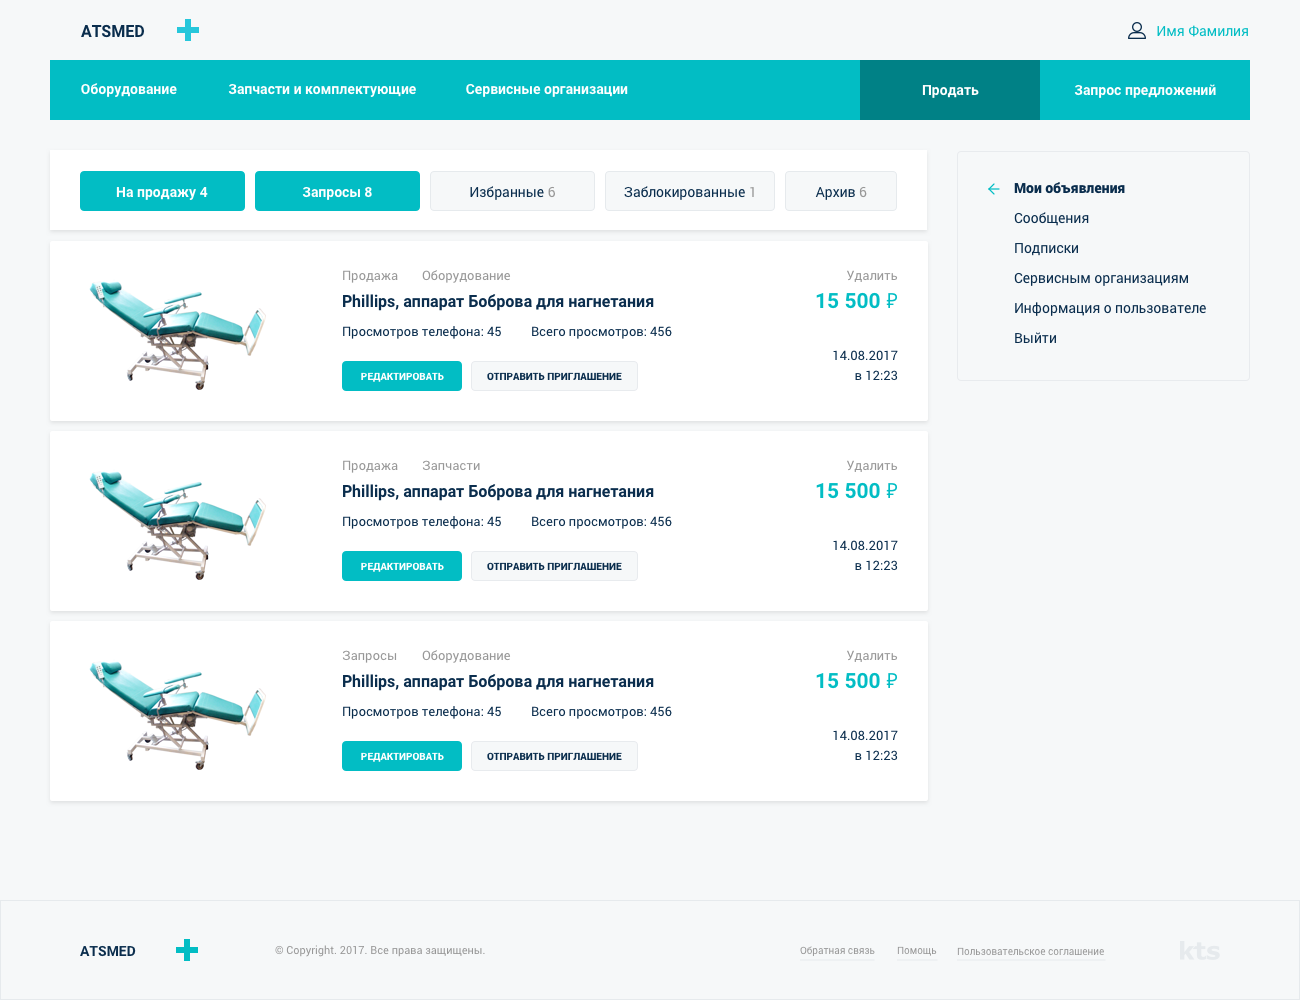 ATSMED
Имя Фамилия
Оборудование
Запчасти и комплектующие
Сервисные организации
Продать
Запрос предложений
На продажу 4
Запросы 8
Избранные 6
Заблокированные 1
Архив 6
Мои объявления
Сообщения
Подписки
Сервисным организациям
Информация о пользователе
Выйти
Продажа
Оборудование
Удалить
Phillips, аппарат Боброва для нагнетания
15 500 ₽
Просмотров телефона: 45
Всего просмотров: 456
14.08.2017
в 12:23
РЕДАКТИРОВАТЬ
ОТПРАВИТЬ ПРИГЛАШЕНИЕ
Продажа
Запчасти
Удалить
Phillips, аппарат Боброва для нагнетания
15 500 ₽
Просмотров телефона: 45
Всего просмотров: 456
14.08.2017
в 12:23
РЕДАКТИРОВАТЬ
ОТПРАВИТЬ ПРИГЛАШЕНИЕ
Запросы
Оборудование
Удалить
Phillips, аппарат Боброва для нагнетания
15 500 ₽
Просмотров телефона: 45
Всего просмотров: 456
14.08.2017
в 12:23
РЕДАКТИРОВАТЬ
ОТПРАВИТЬ ПРИГЛАШЕНИЕ
ATSMED
© Copyright. 2017. Все права защищены.
Обратная связь
Помощь
Пользовательское соглашение
kts